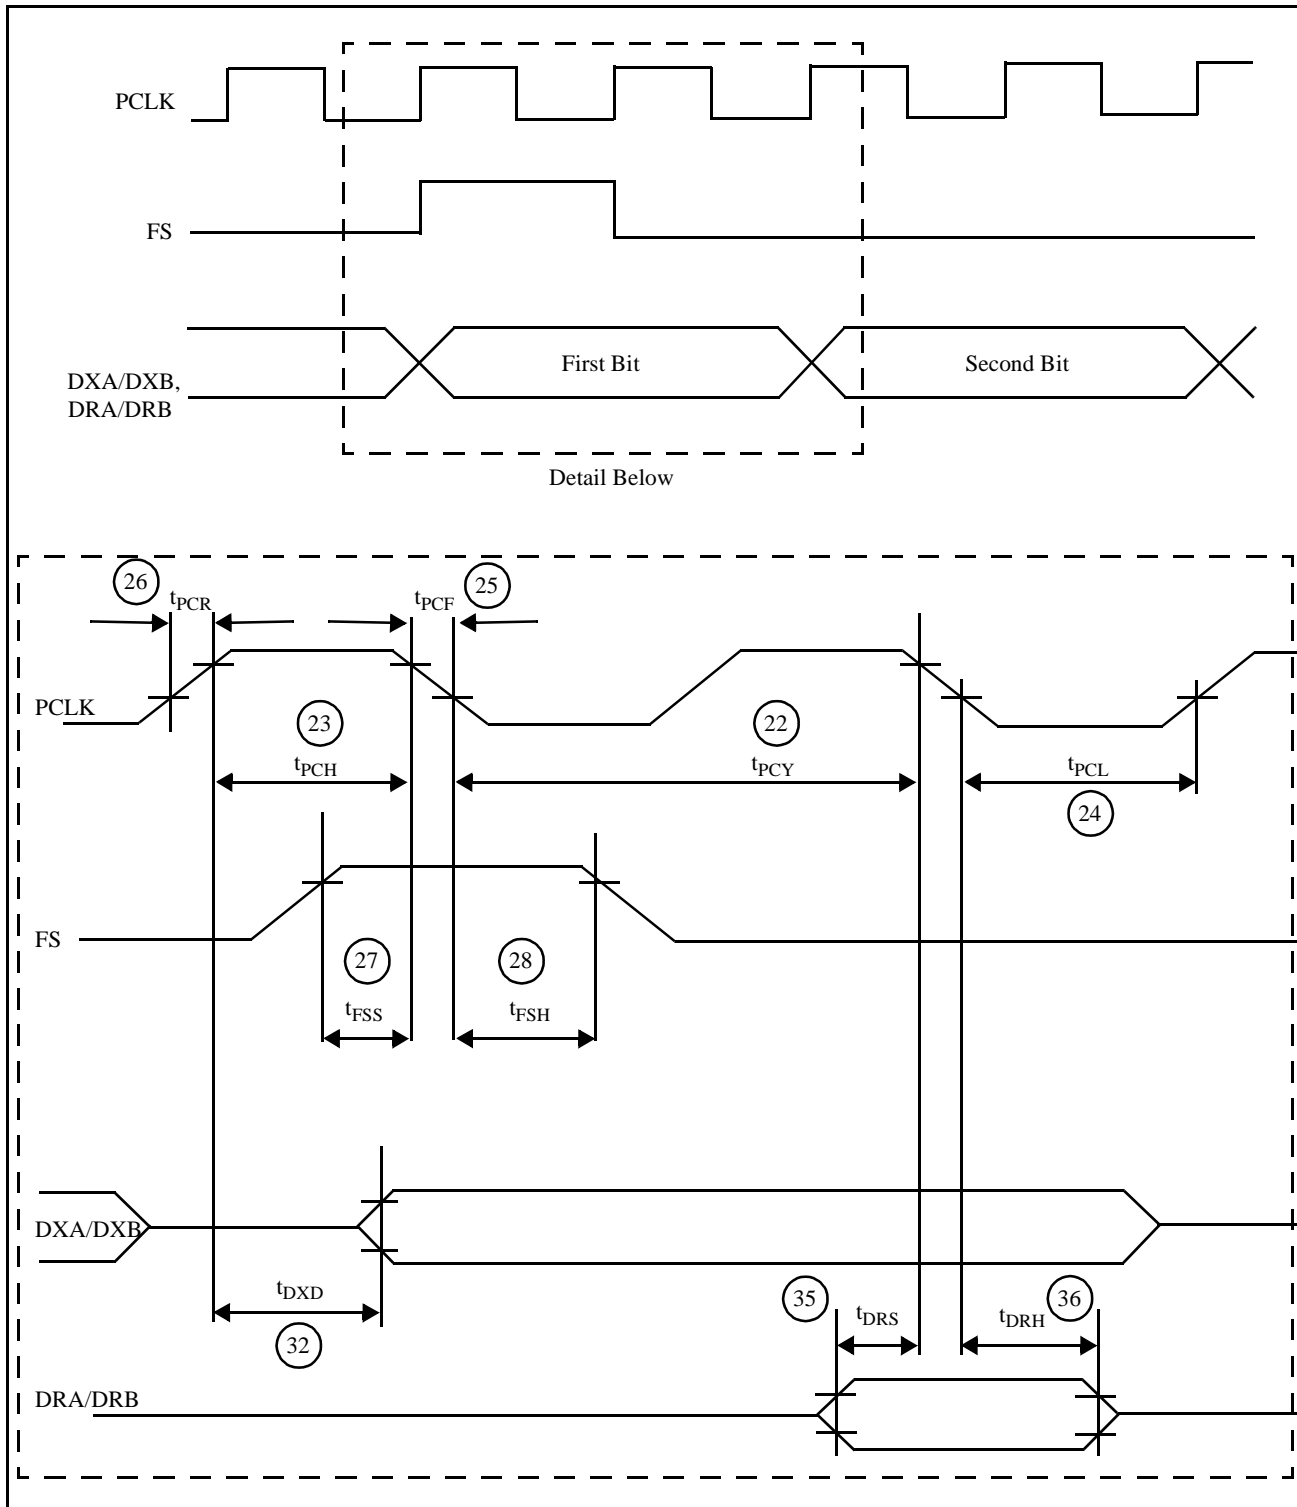 PCLK
FS
DXA/DXB,
DRA/DRB
First Bit
Second Bit
Detail Below
26
tPCR
tPCF
25
PCLK
23
tPCH
22
tPCY
tPCL
24
FS
27
tFSS
28
tFSH
DXA/DXB
tDXD
32
35
tDRS
36
tDRH
DRA/DRB